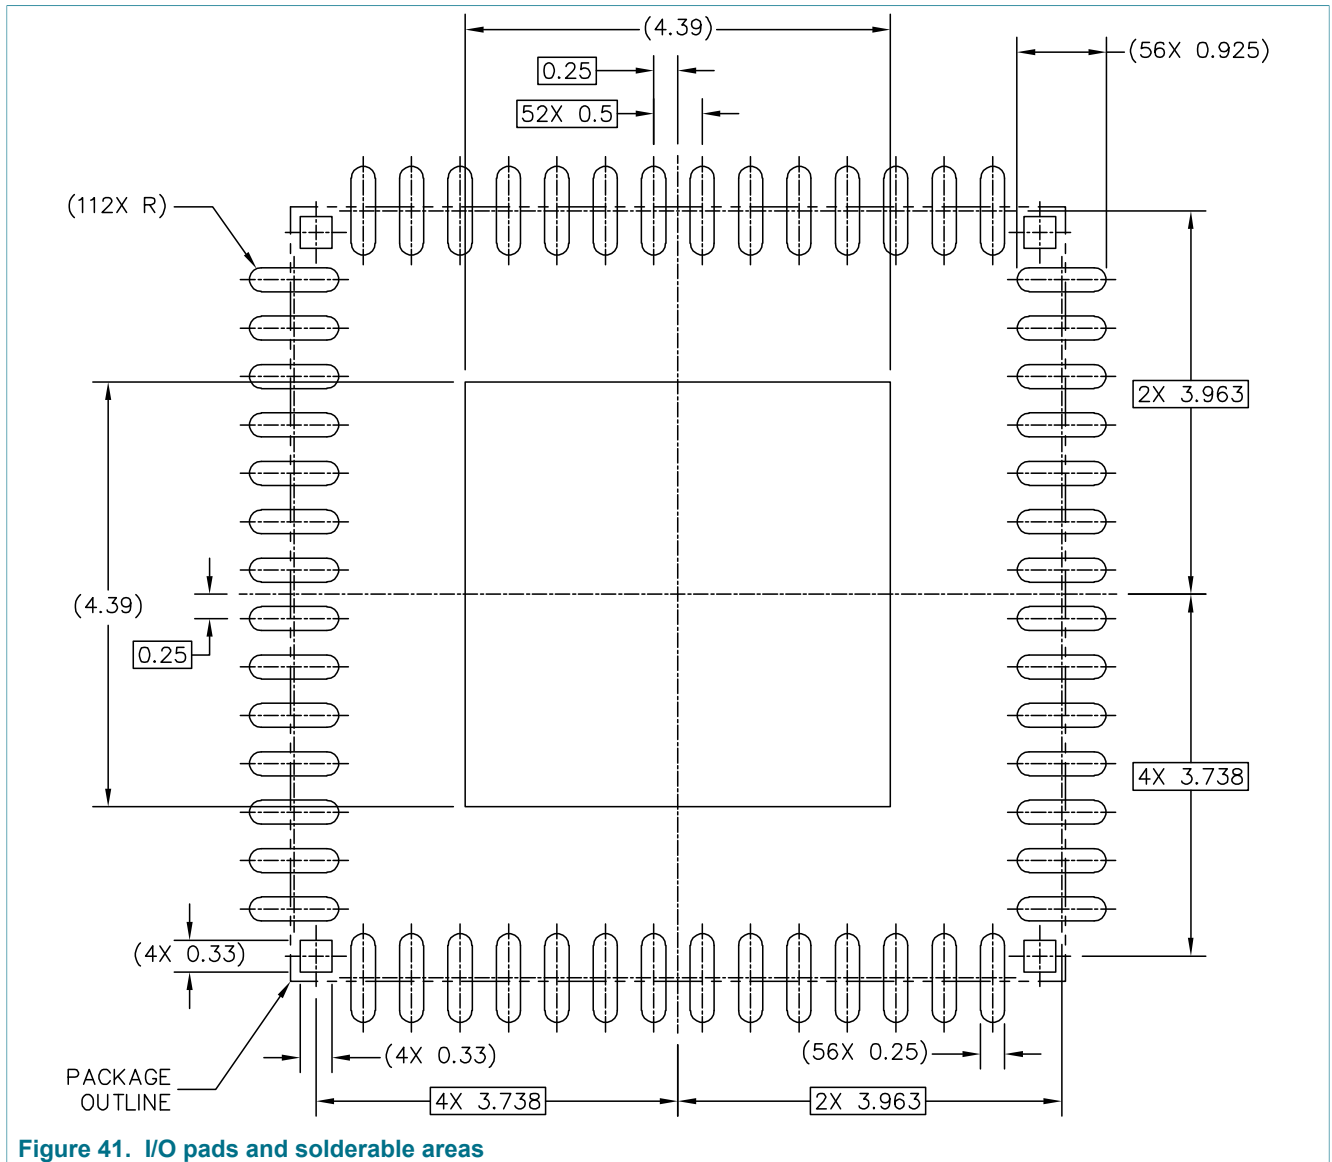 (4.39)
0.25
(56X 0.925)
52X 0.5
(112X R)
2X 3.963
(4.39)
0.25
4X 3.738
(4X 0.33)
(4X 0.33)
(56X 0.25)
PACKAGE
OUTLINE
4X 3.738
2X 3.963
Figure 41. I/O pads and solderable areas